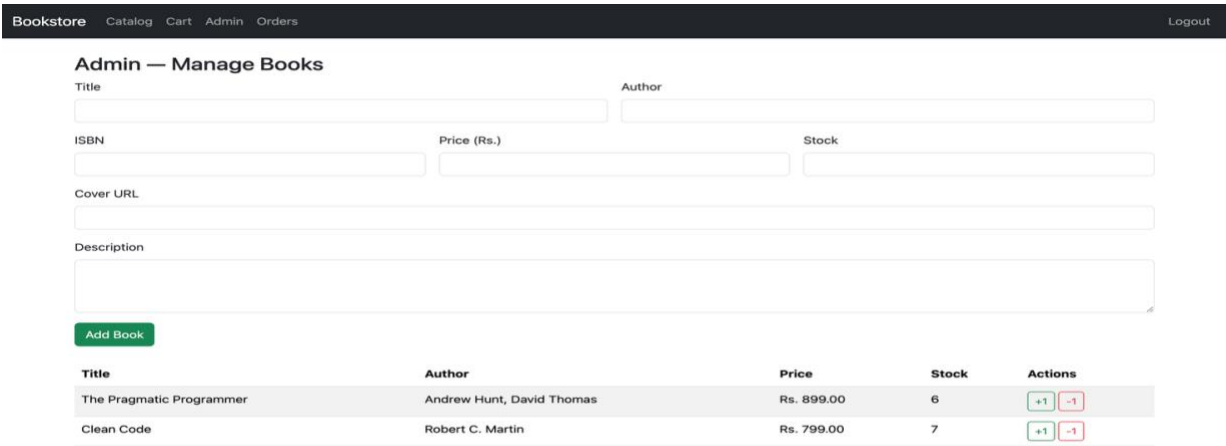 Bookstore Catalog Cart Admin Orders Logout
Admin — Manage Books
Title Author
ISBN Price (Rs.) Stock
Cover URL
Description
Add Book
Title Author Price Stock Actions
The Pragmatic Programmer Andrew Hunt, David Thomas Rs. 899.00 6 +1 -1
Clean Code Robert C. Martin Rs. 799.00 7 +1 -1